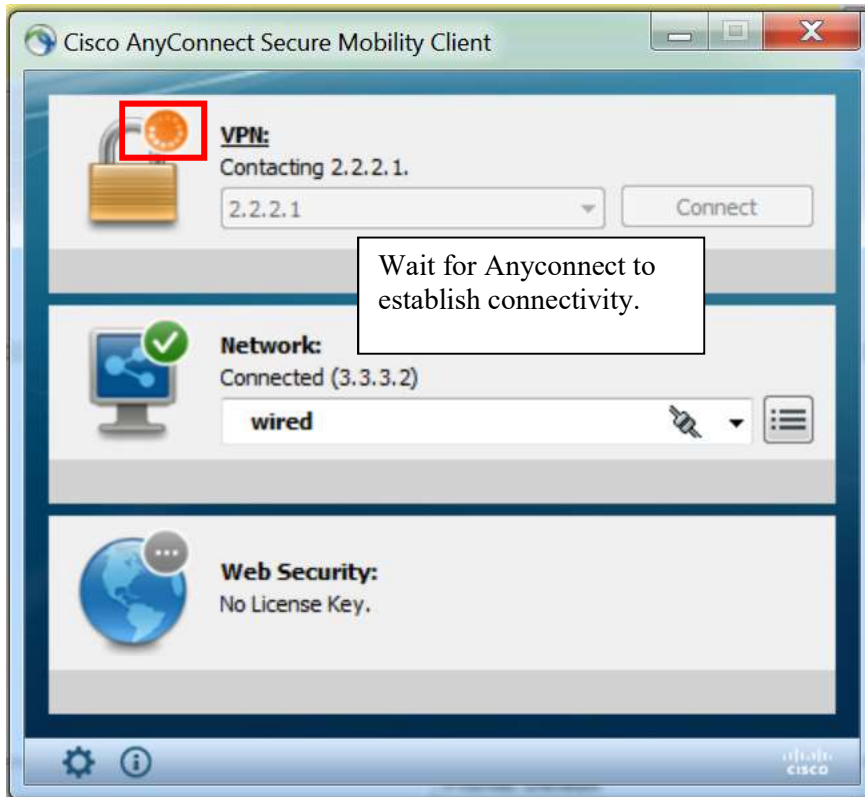 Cisco AnyConnect Secure Mobility Client
VPN:
Contacting 2.2.2.1.
2.2.2.1
Connect
Wait for Anyconnect to
establish connectivity.
Network:
Connected (3.3.3.2)
wired
Web Security:
No License Key.
cisco